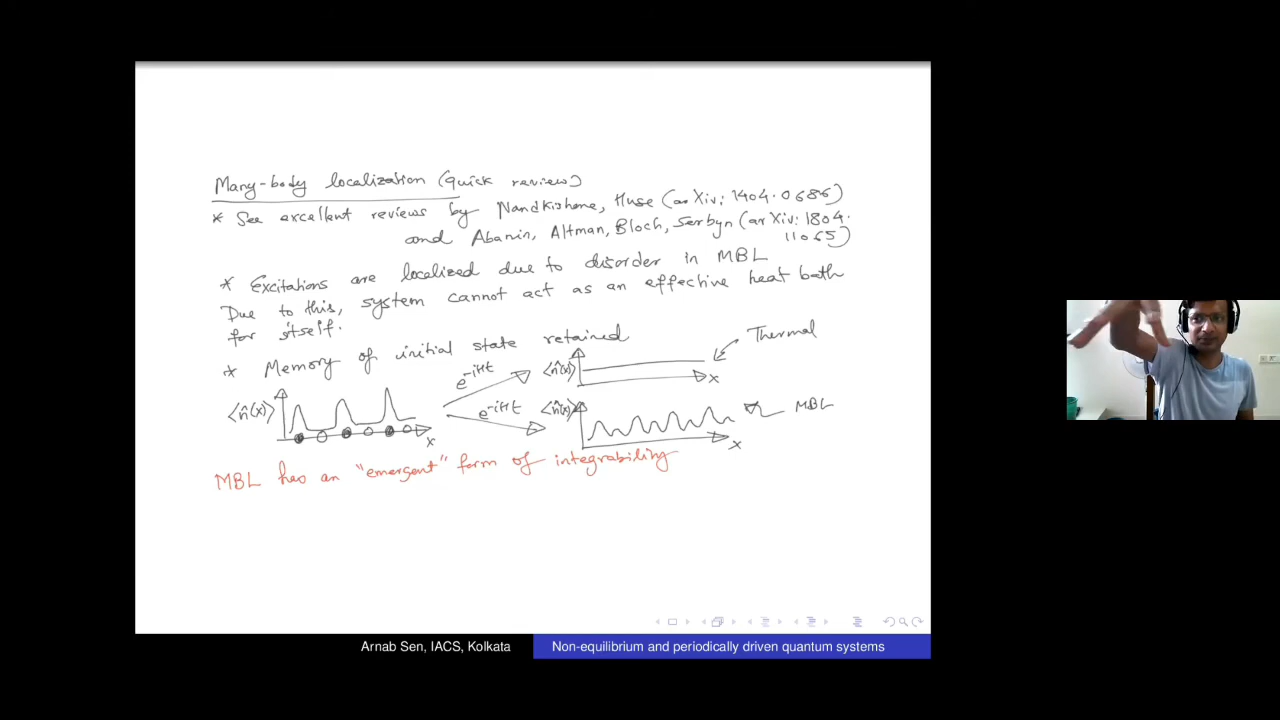 Many-body localization (quick review)
* See excellent reviews by Nandkishore, Huse (arXiv: 1404.0686)
and Abanin, Altman, Bloch, Serbyn (arXiv: 1804.
11065)
* Excitations are localized due to disorder in MBL
Due to this, system cannot act as an effective heat bath
for itself.
* Memory of initial state retained
Thermal
e^{-iHt}
⟨n̂(x)⟩
x
⟨n̂(x)⟩
x
e^{-iHt}
⟨n̂(x)⟩
x
MBL
MBL has an "emergent" form of integrability
Arnab Sen, IACS, Kolkata
Non-equilibrium and periodically driven quantum systems